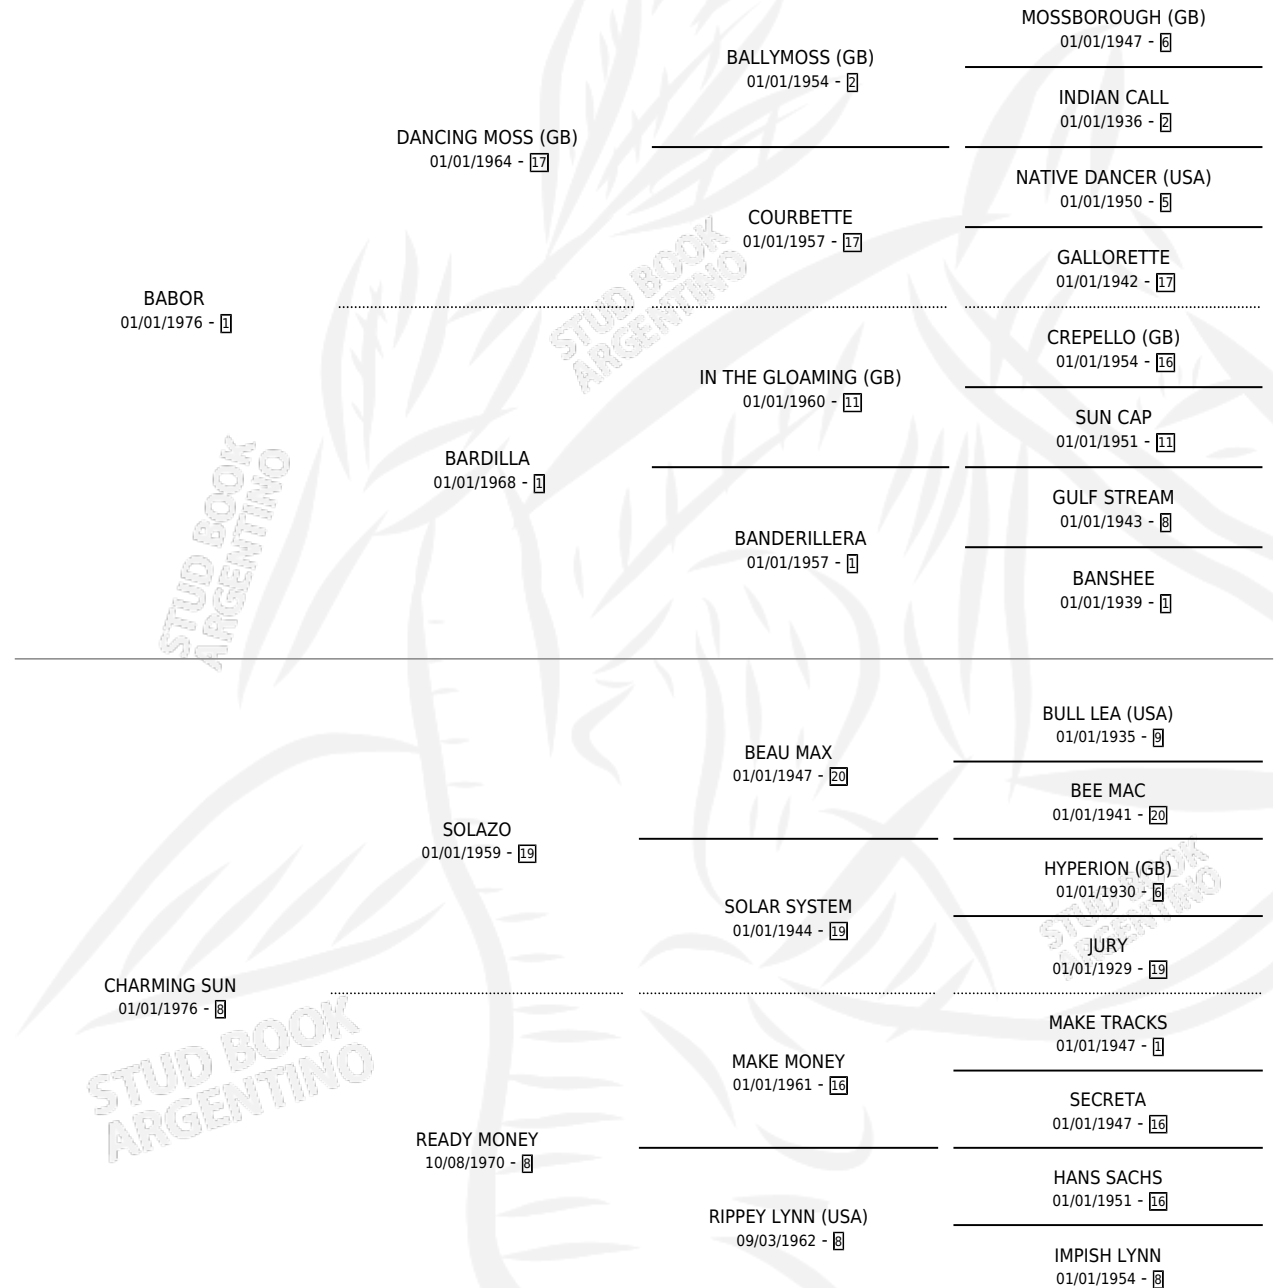 MOSSBOROUGH (GB)
01/01/1947 - 6
BALLYMOSS (GB)
01/01/1954 - 2
INDIAN CALL
01/01/1936 - 2
DANCING MOSS (GB)
01/01/1964 - 17
NATIVE DANCER (USA)
01/01/1950 - 5
COURBETTE
01/01/1957 - 17
GALLORETTE
01/01/1942 - 17
BABOR
01/01/1976 - 1
CREPELLO (GB)
01/01/1954 - 16
IN THE GLOAMING (GB)
01/01/1960 - 11
SUN CAP
01/01/1951 - 11
BARDILLA
01/01/1968 - 1
GULF STREAM
01/01/1943 - 8
BANDERILLERA
01/01/1957 - 1
BANSHEE
01/01/1939 - 1
BULL LEA (USA)
01/01/1935 - 9
BEAU MAX
01/01/1947 - 20
BEE MAC
01/01/1941 - 20
SOLAZO
01/01/1959 - 19
HYPERION (GB)
01/01/1930 - 6
SOLAR SYSTEM
01/01/1944 - 19
JURY
01/01/1929 - 19
CHARMING SUN
01/01/1976 - 8
MAKE TRACKS
01/01/1947 - 1
MAKE MONEY
01/01/1961 - 16
SECRETA
01/01/1947 - 16
READY MONEY
10/08/1970 - 8
HANS SACHS
01/01/1951 - 16
RIPPEY LYNN (USA)
09/03/1962 - 8
IMPISH LYNN
01/01/1954 - 8
STUD BOOK
ARGENTINO
STUD BOOK
ARGENTINO
STUD BOOK
ARGENTINO
STUD BOOK
ARGENTINO